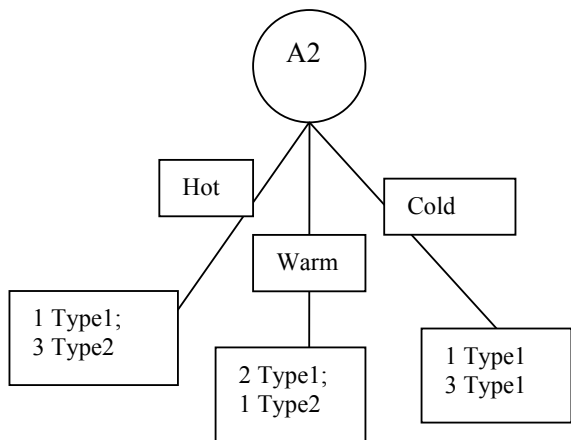 A2
Hot
Cold
Warm
1 Type1;
3 Type2
2 Type1;
1 Type2
1 Type1
3 Type1